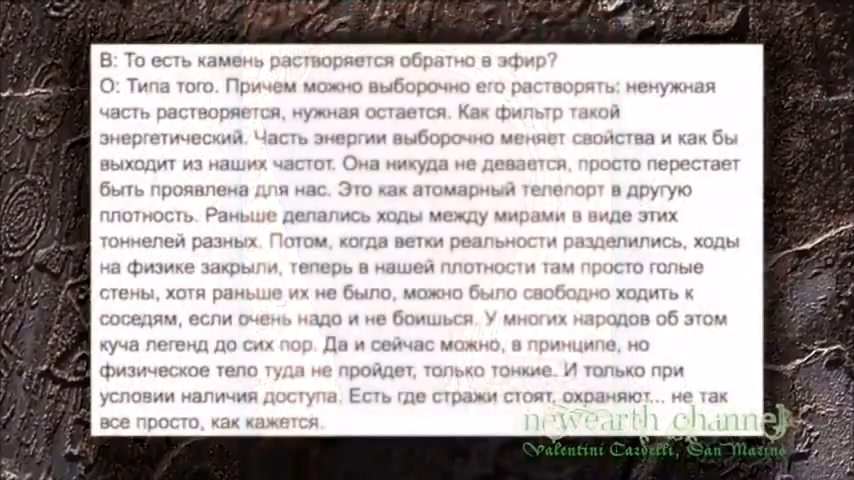 В: То есть камень растворяется обратно в эфир?
О: Типа того. Причем можно выборочно его растворять: ненужная
часть растворяется, нужная остается. Как фильтр такой
энергетический. Часть энергии выборочно меняет свойства и как бы
выходит из наших частот. Она никуда не девается, просто перестает
быть проявлена для нас. Это как атомарный телепорт в другую
плотность. Раньше делались ходы между мирами в виде этих
тоннелей разных. Потом, когда ветки реальности разделились, ходы
на физике закрыли, теперь в нашей плотности там просто голые
стены, хотя раньше их не было, можно было свободно ходить к
соседям, если очень надо и не боишься. У многих народов об этом
куча легенд до сих пор. Да и сейчас можно, в принципе, но
физическое тело туда не пройдет, только тонкие. И только при
условии наличия доступа. Есть где стражи стоят, охраняют... не так
все просто, как кажется.
newearth channel
Valentini Carvelli, San Marino